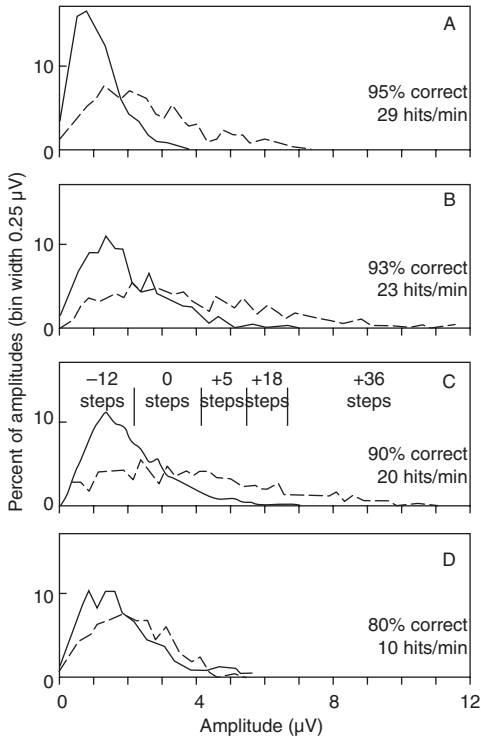 A
10
95% correct
29 hits/min
0
B
10
93% correct
23 hits/min
0
C
–12 0 +5 +18 +36
steps steps steps steps steps
10
90% correct
20 hits/min
0
D
10
80% correct
10 hits/min
0
0 4 8 12
Amplitude (µV)
Percent of amplitudes (bin width 0.25 µV)